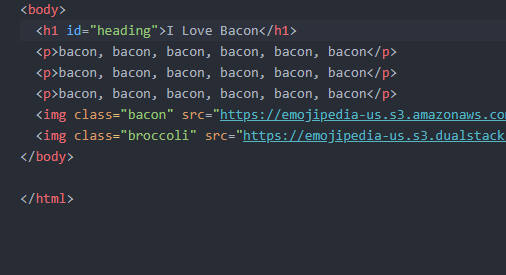 <body>
<h1 id="heading">I Love Bacon</h1>
<p>bacon, bacon, bacon, bacon, bacon, bacon</p>
<p>bacon, bacon, bacon, bacon, bacon, bacon</p>
<p>bacon, bacon, bacon, bacon, bacon, bacon</p>
<img class="bacon" src="https://emojipedia-us.s3.amazonaws.co
<img class="broccoli" src="https://emojipedia-us.s3.dualstack
</body>
</html>